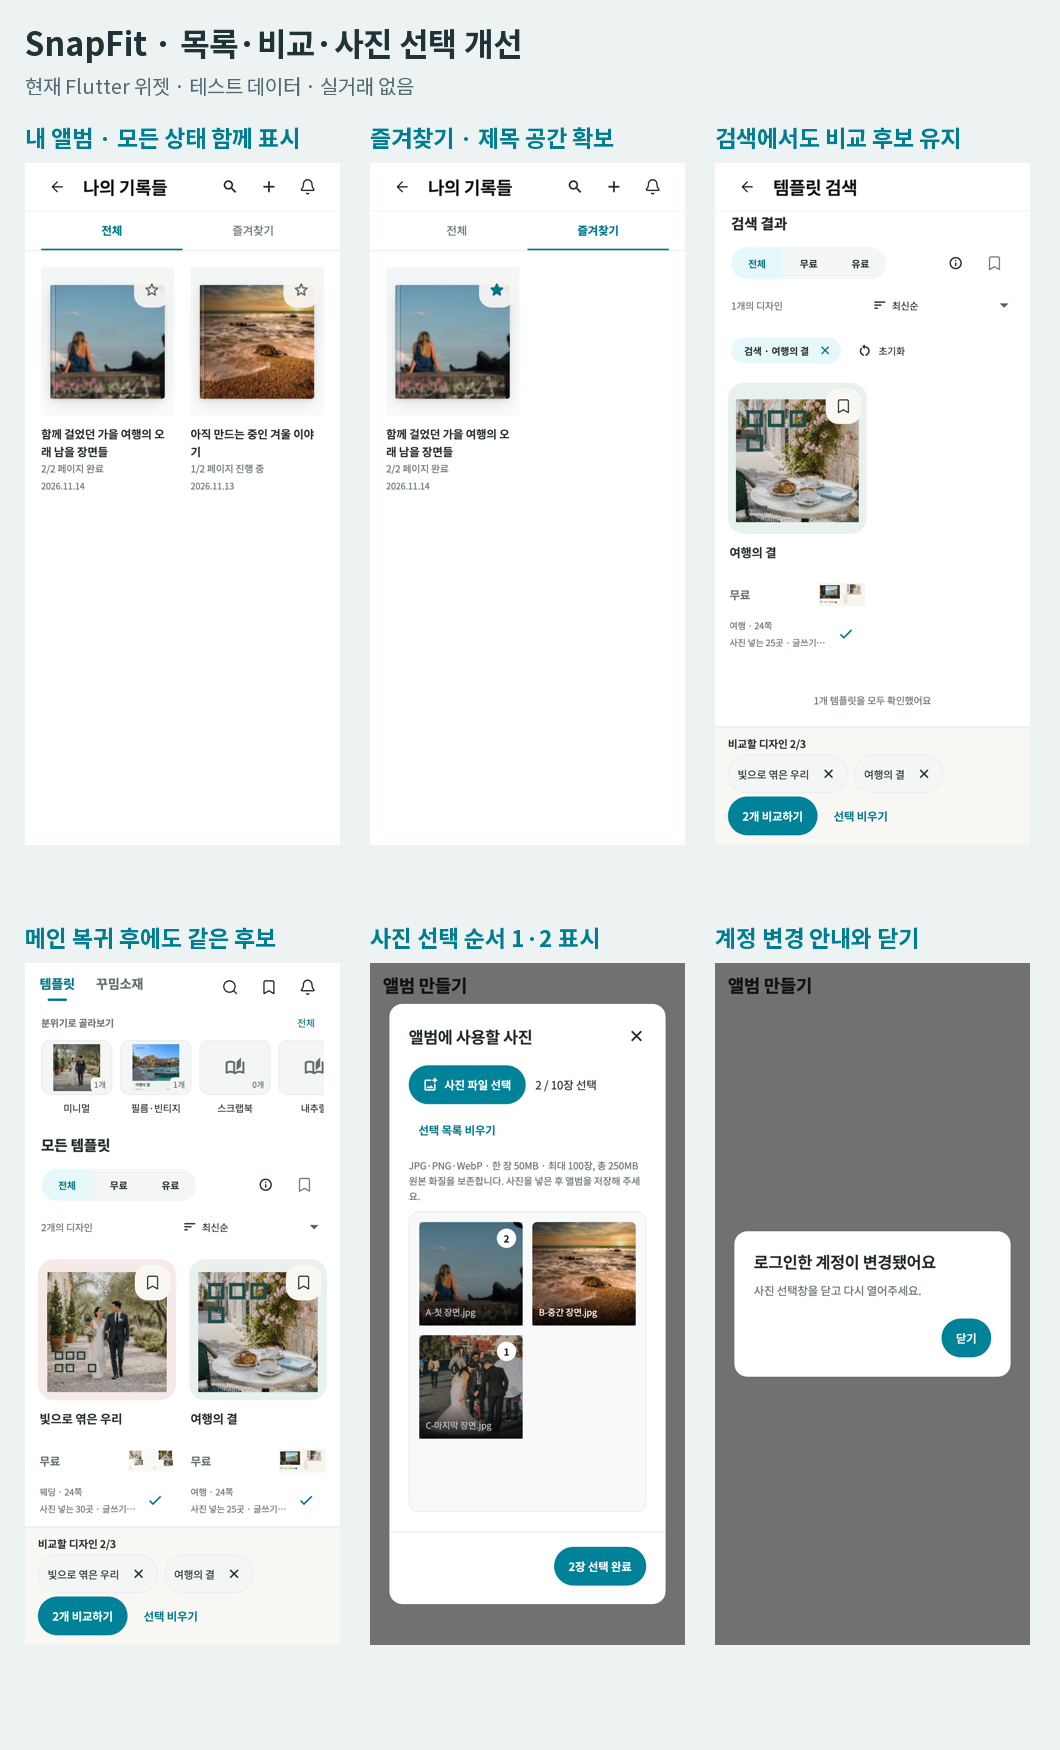 SnapFit · 목록·비교·사진 선택 개선
현재 Flutter 위젯 · 테스트 데이터 · 실거래 없음
내 앨범 · 모든 상태 함께 표시
나의 기록들
전체
즐겨찾기
함께 걸었던 가을 여행의 오
래 남을 장면들
2/2 페이지 완료
2026.11.14
아직 만드는 중인 겨울 이야
기
1/2 페이지 진행 중
2026.11.13
즐겨찾기 · 제목 공간 확보
나의 기록들
전체
즐겨찾기
함께 걸었던 가을 여행의 오
래 남을 장면들
2/2 페이지 완료
2026.11.14
검색에서도 비교 후보 유지
템플릿 검색
검색 결과
전체
무료
유료
1개의 디자인
최신순
검색 · 여행의 결
초기화
여행의 결
무료
여행 · 24쪽
사진 넣는 25곳 · 글쓰기…
1개 템플릿을 모두 확인했어요
비교할 디자인 2/3
빛으로 엮은 우리
여행의 결
2개 비교하기
선택 비우기
메인 복귀 후에도 같은 후보
템플릿
꾸밈소재
분위기로 골라보기
전체
1개
1개
0개
미니멀
필름·빈티지
스크랩북
모든 템플릿
전체
무료
유료
2개의 디자인
최신순
빛으로 엮은 우리
여행의 결
무료
무료
웨딩 · 24쪽
사진 넣는 30곳 · 글쓰기…
여행 · 24쪽
사진 넣는 25곳 · 글쓰기…
비교할 디자인 2/3
빛으로 엮은 우리
여행의 결
2개 비교하기
선택 비우기
사진 선택 순서 1·2 표시
앨범 만들기
앨범에 사용할 사진
사진 파일 선택
2 / 10장 선택
선택 목록 비우기
JPG·PNG·WebP · 한 장 50MB · 최대 100장, 총 250MB
원본 화질을 보존합니다. 사진을 넣은 후 앨범을 저장해 주세
요.
2
A-첫 장면.jpg
B-중간 장면.jpg
1
C-마지막 장면.jpg
2장 선택 완료
계정 변경 안내와 닫기
앨범 만들기
로그인한 계정이 변경됐어요
사진 선택창을 닫고 다시 열어주세요.
닫기